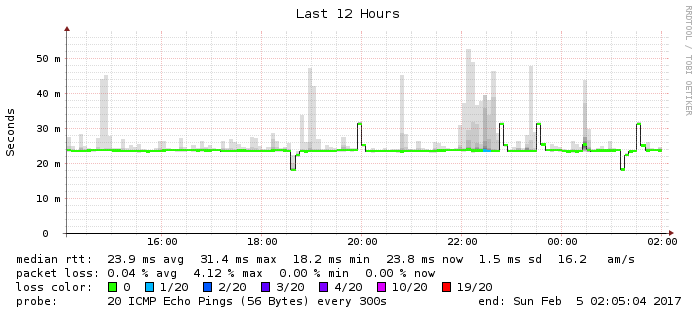 Last 12 Hours
RRDTOOL / TOBI OETIKER
Seconds
50 m
40 m
30 m
20 m
10 m
0
16:00 18:00 20:00 22:00 00:00 02:00
median rtt: 23.9 ms avg 31.4 ms max 18.2 ms min 23.8 ms now 1.5 ms sd 16.2 am/s
packet loss: 0.04 % avg 4.12 % max 0.00 % min 0.00 % now
loss color: 0 1/20 2/20 3/20 4/20 10/20 19/20
probe: 20 ICMP Echo Pings (56 Bytes) every 300s end: Sun Feb 5 02:05:04 2017